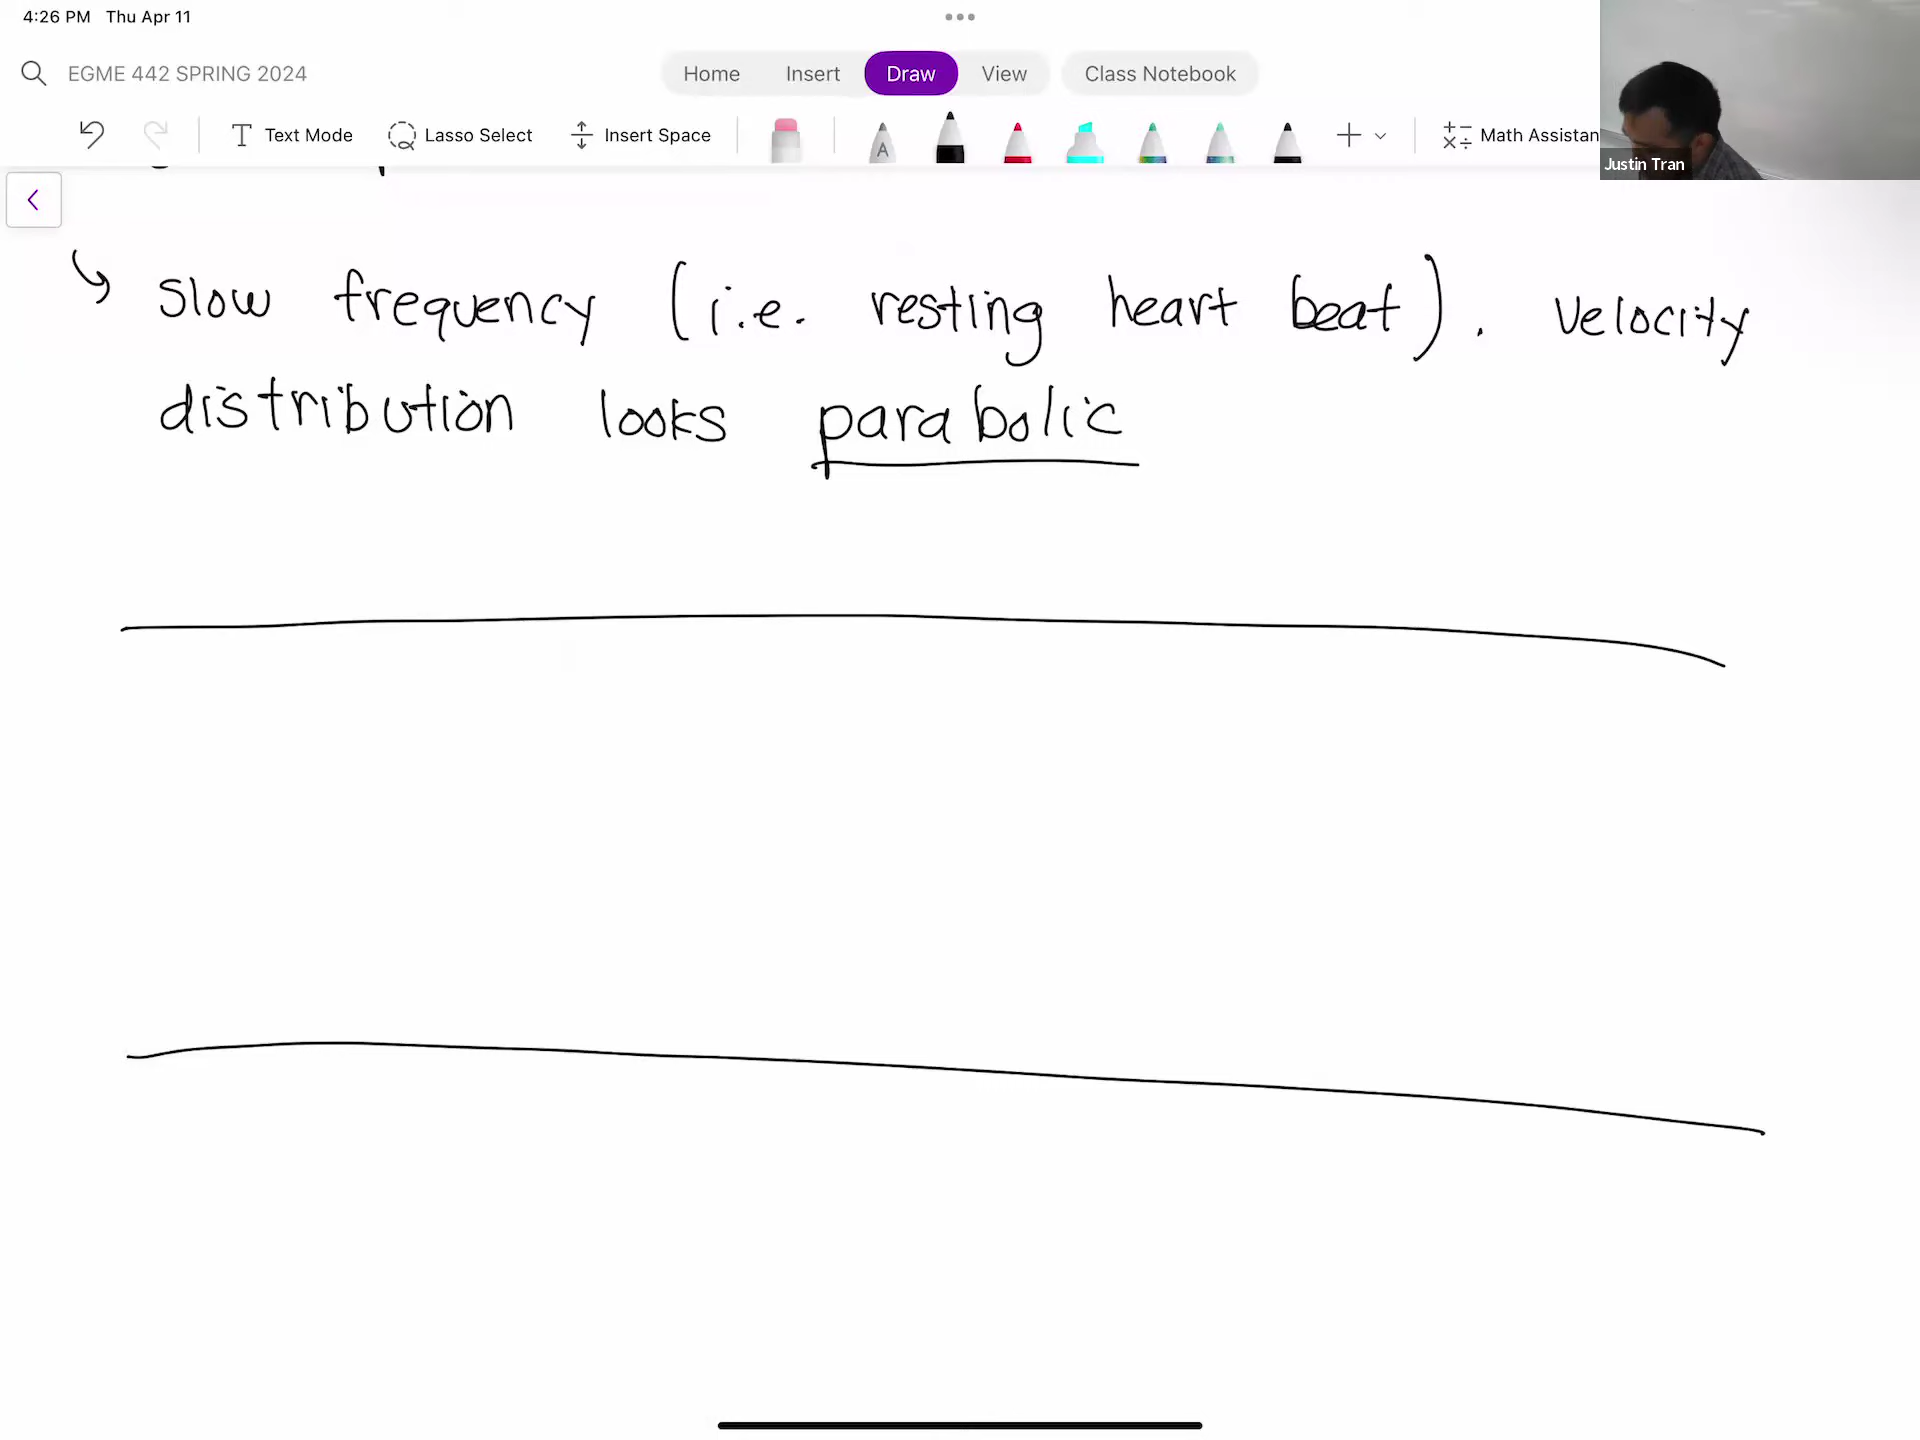 4:26 PM Thu Apr 11
EGME 442 SPRING 2024
Home Insert Draw View Class Notebook
Text Mode Lasso Select Insert Space A Math Assistan
Justin Tran
slow frequency (i.e. resting heart beat). Velocity
distribution looks parabolic